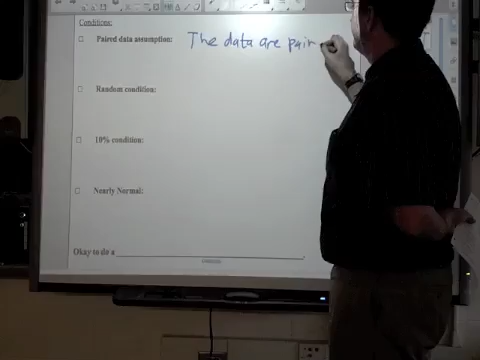 Conditions:
Paired data assumption: The data are pair
Random condition:
10% condition:
Nearly Normal:
Okay to do a